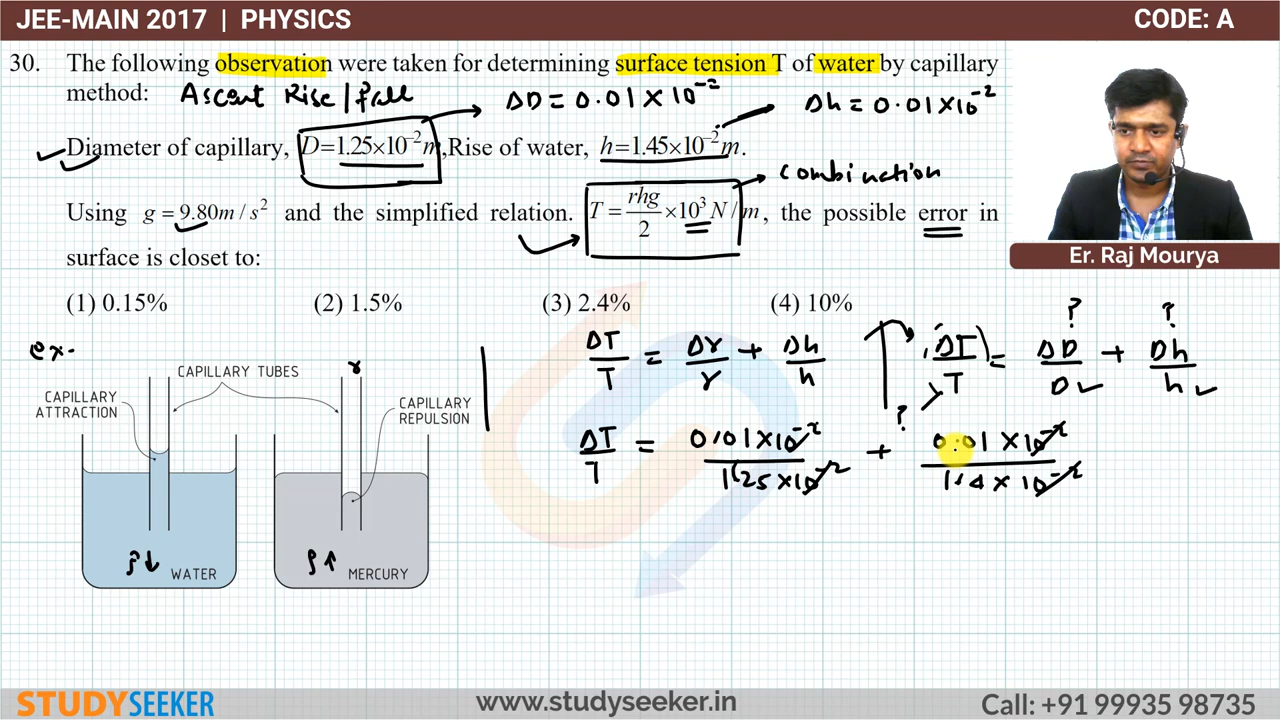 JEE-MAIN 2017 | PHYSICS
CODE: A
30. The following observation were taken for determining surface tension T of water by capillary
method: Ascent Rise / fall
ΔD = 0.01 × 10⁻² Δh = 0.01 × 10⁻²
Diameter of capillary, D=1.25×10⁻² m, Rise of water, h=1.45×10⁻² m.
combination
Using g = 9.80m / s² and the simplified relation. T = rhg/2 ×10³ N / m, the possible error in
surface is closet to:
(1) 0.15% (2) 1.5% (3) 2.4% (4) 10%
ex-
CAPILLARY ATTRACTION
CAPILLARY TUBES
r
CAPILLARY REPULSION
ρ↓ WATER
ρ↑ MERCURY
ΔT/T = Δr/r + Δh/h
? ?
(ΔT/T) = ΔD/D + Δh/h
?
ΔT/T = 0.01×10⁻²/1.25×10⁻² + 0.01×10⁻²/1.4×10⁻²
Er. Raj Mourya
STUDYSEEKER
www.studyseeker.in
Call: +91 99935 98735